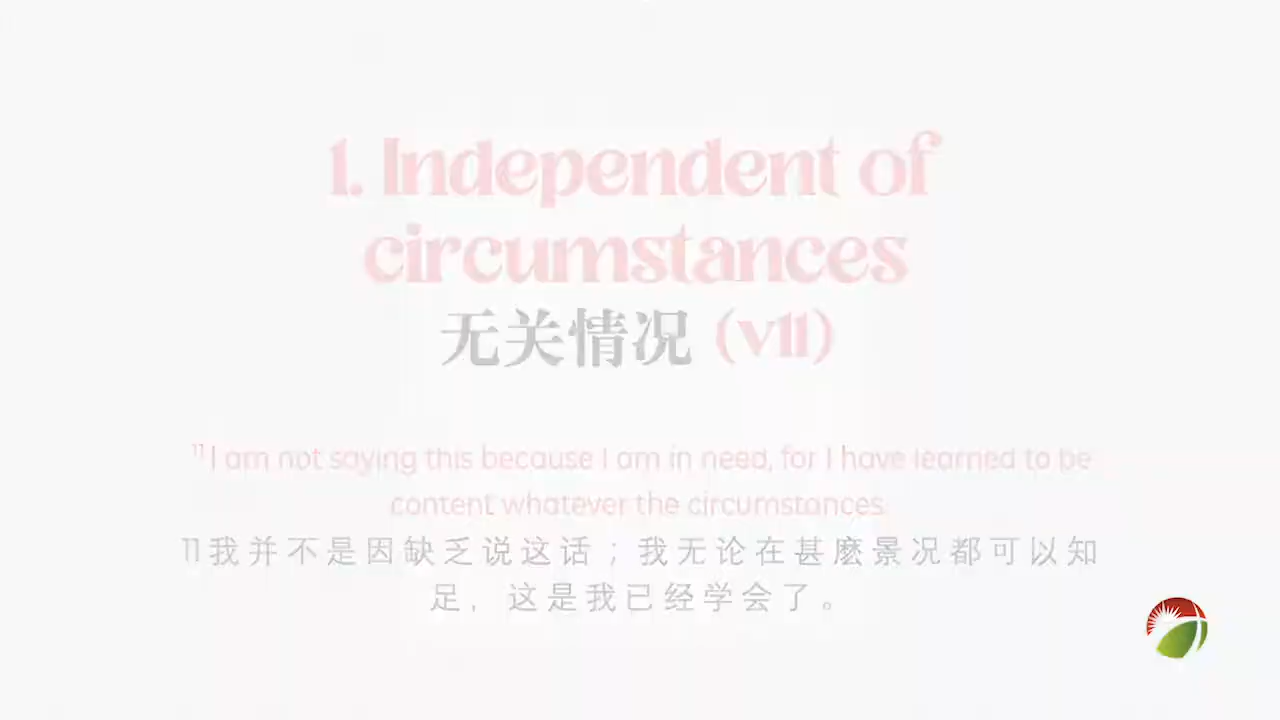 1. Independent of
circumstances
无关情况 (v11)
11 I am not saying this because I am in need, for I have learned to be
content whatever the circumstances.
11我并不是因缺乏说这话；我无论在甚麽景况都可以知
足，这是我已经学会了。